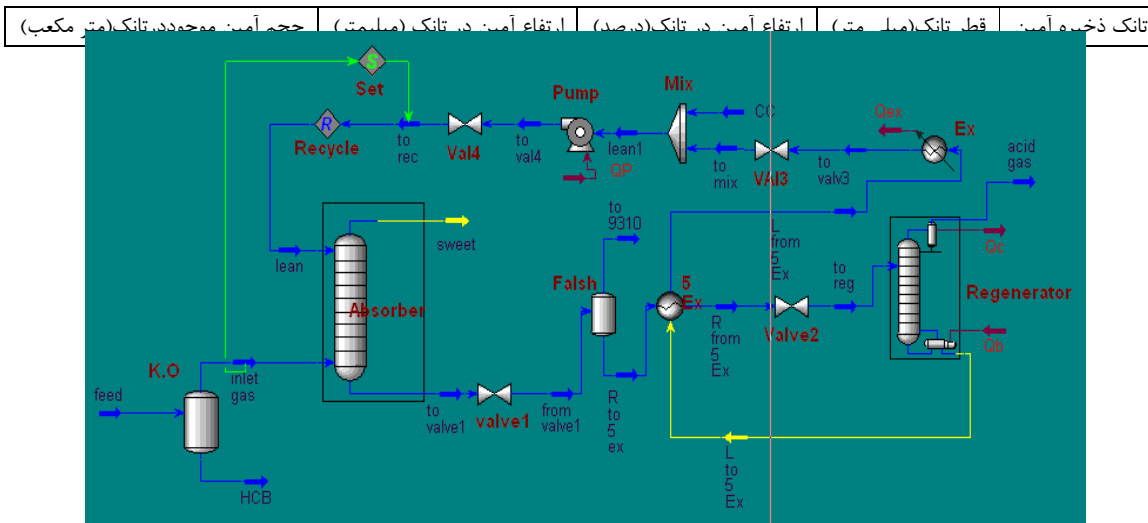 تانک ذخیره آمین
قطر تانک(میلی متر)
ارتفاع آمین در تانک(درصد)
ارتفاع آمین در تانک (میلیمتر)
حجم آمین موجوددرتانک(متر مکعب)
S
Set
R
Recycle
to
rec
Val4
to
val4
Pump
QP
lean1
Mix
CC
to
mix
VAl3
to
valv3
Qex
Ex
acid
gas
lean
sweet
Absorber
to
9310
Falsh
5
Ex
L
from
5
Ex
to
reg
Qc
Regenerator
Qb
R
from
5
Ex
Valve2
K.O
feed
inlet
gas
HCB
to
valve1
valve1
from
valve1
R
to
5
ex
L
to
5
Ex